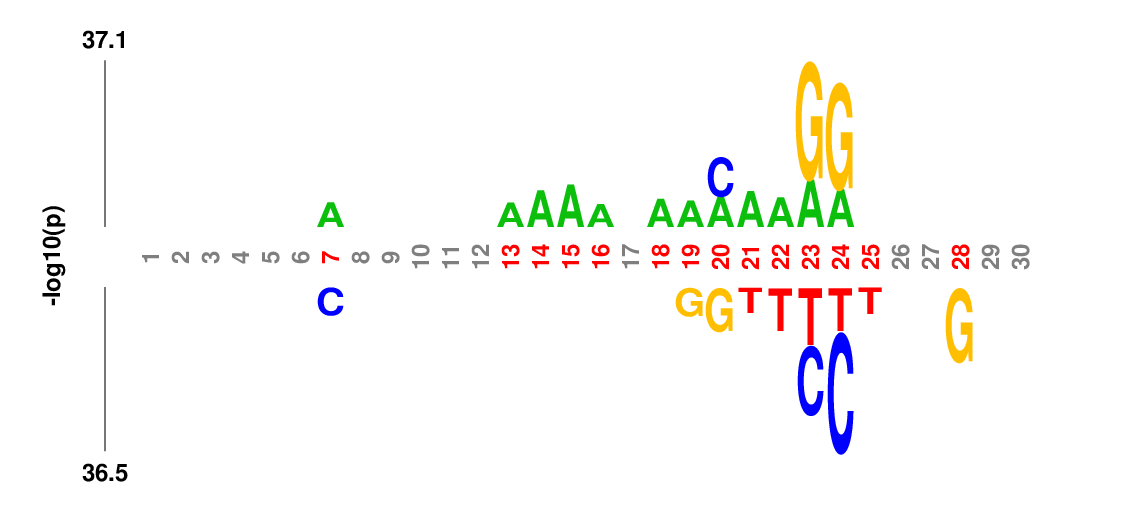 37.1
G G
C
A A A A A A A A A A A A
-log10(p)
1 2 3 4 5 6 7 8 9 10 11 12 13 14 15 16 17 18 19 20 21 22 23 24 25 26 27 28 29 30
C G G T T T T T G
C C
36.5